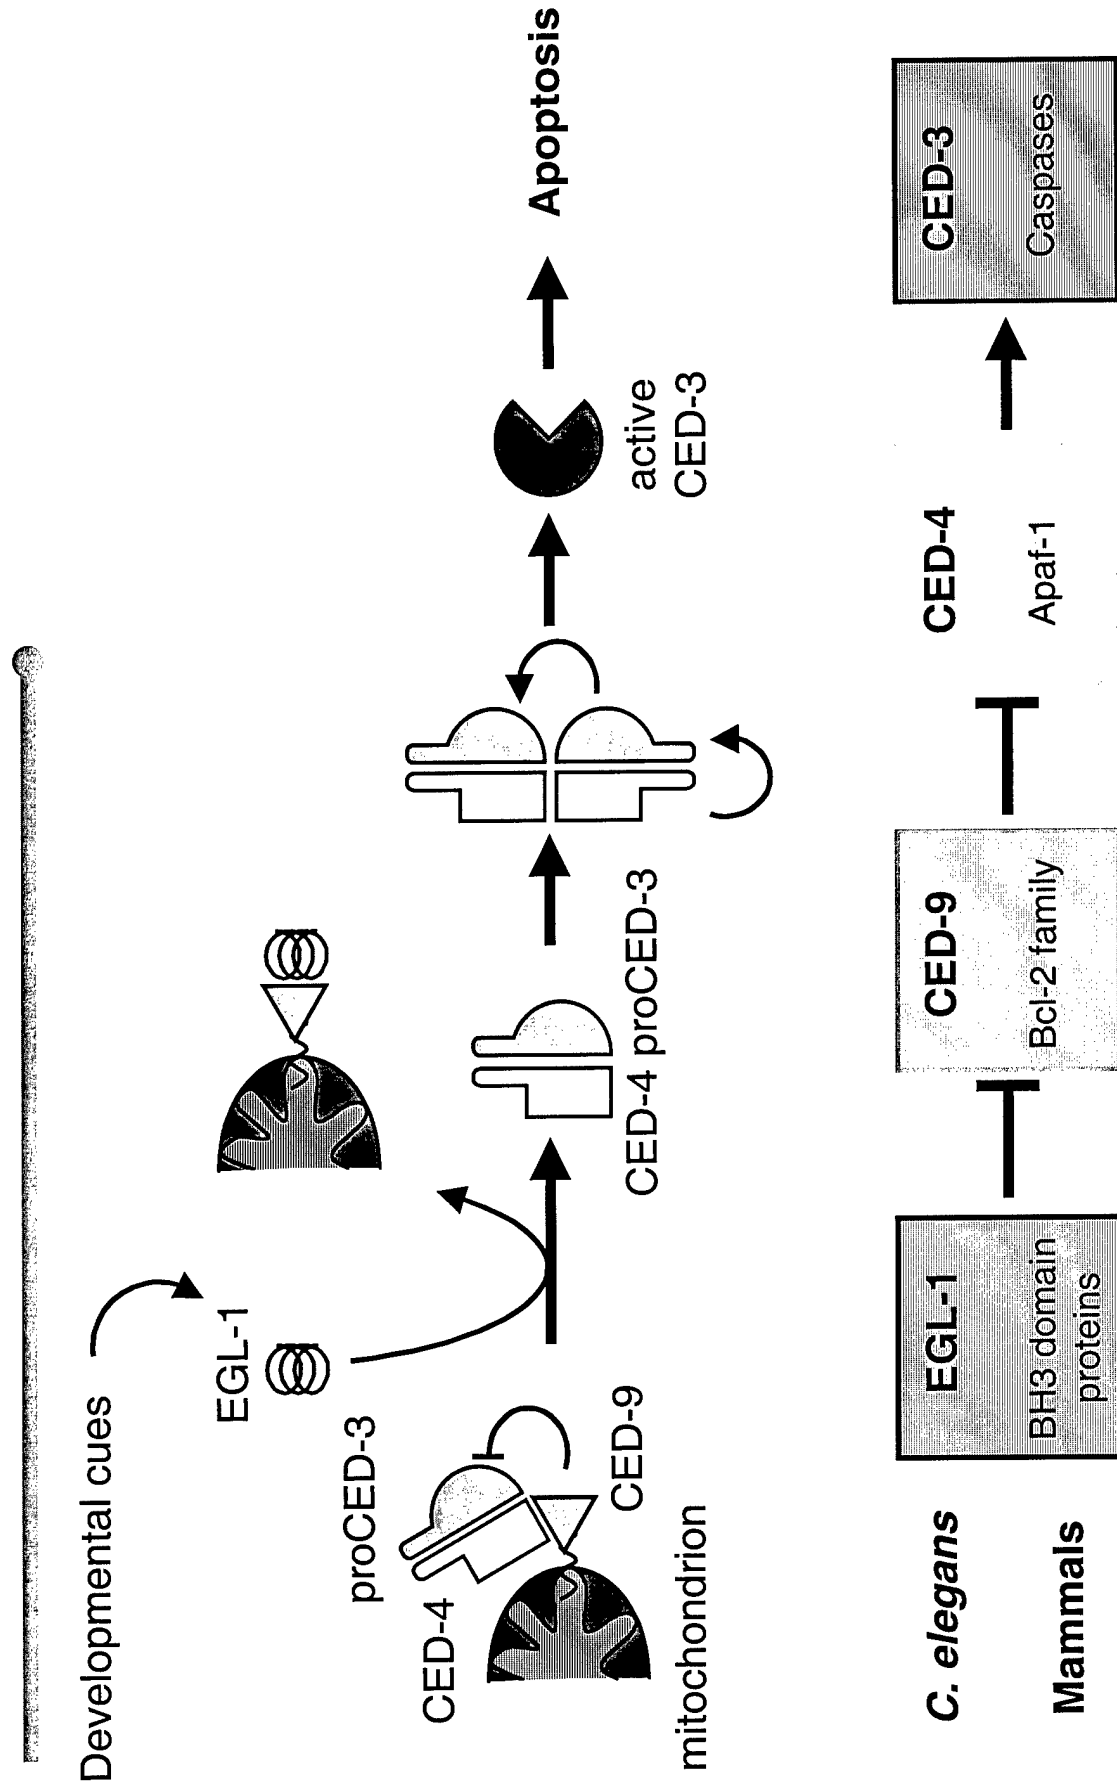 Developmental cues
EGL-1
proCED-3
CED-4
CED-9
mitochondrion
CED-4 proCED-3
active
CED-3
Apoptosis
C. elegans
EGL-1
CED-9
CED-4
CED-3
Mammals
BH3 domain
proteins
Bcl-2 family
Apaf-1
Caspases